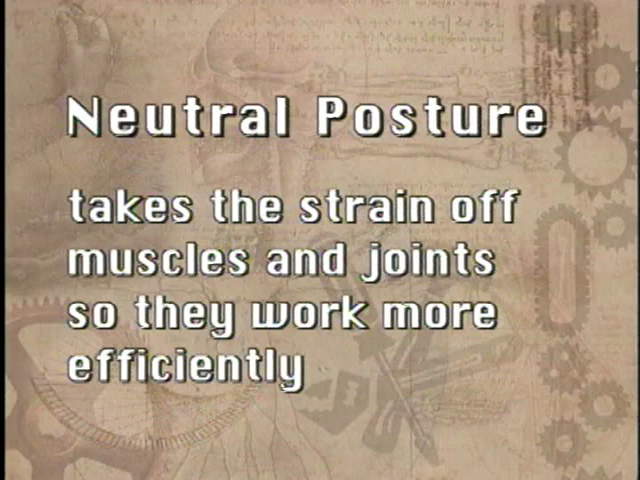 Neutral Posture
takes the strain off
muscles and joints
so they work more
efficiently